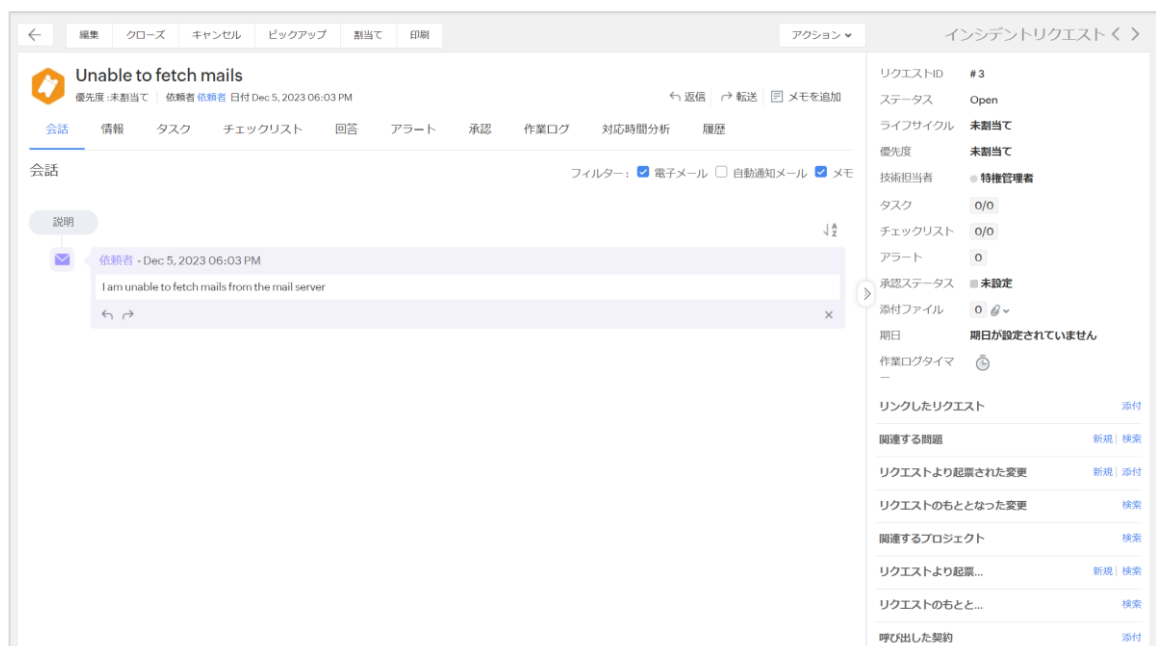 編集 クローズ キャンセル ピックアップ 割当て 印刷 アクション インシデントリクエスト
Unable to fetch mails
優先度 :未割当て 依頼者 依頼者 日付 Dec 5, 2023 06:03 PM
返信 転送 メモを追加
会話 情報 タスク チェックリスト 回答 アラート 承認 作業ログ 対応時間分析 履歴
会話
フィルター : 電子メール 自動通知メール メモ
説明
依頼者 - Dec 5, 2023 06:03 PM
I am unable to fetch mails from the mail server
リクエストID #3
ステータス Open
ライフサイクル 未割当て
優先度 未割当て
技術担当者 特権管理者
タスク 0/0
チェックリスト 0/0
アラート 0
承認ステータス 未設定
添付ファイル 0
期日 期日が設定されていません
作業ログタイマ
ー
リンクしたリクエスト 添付
関連する問題 新規 検索
リクエストより起票された変更 新規 添付
リクエストのもととなった変更 検索
関連するプロジェクト 検索
リクエストより起票... 新規 検索
リクエストのもとと... 検索
呼び出した契約 添付